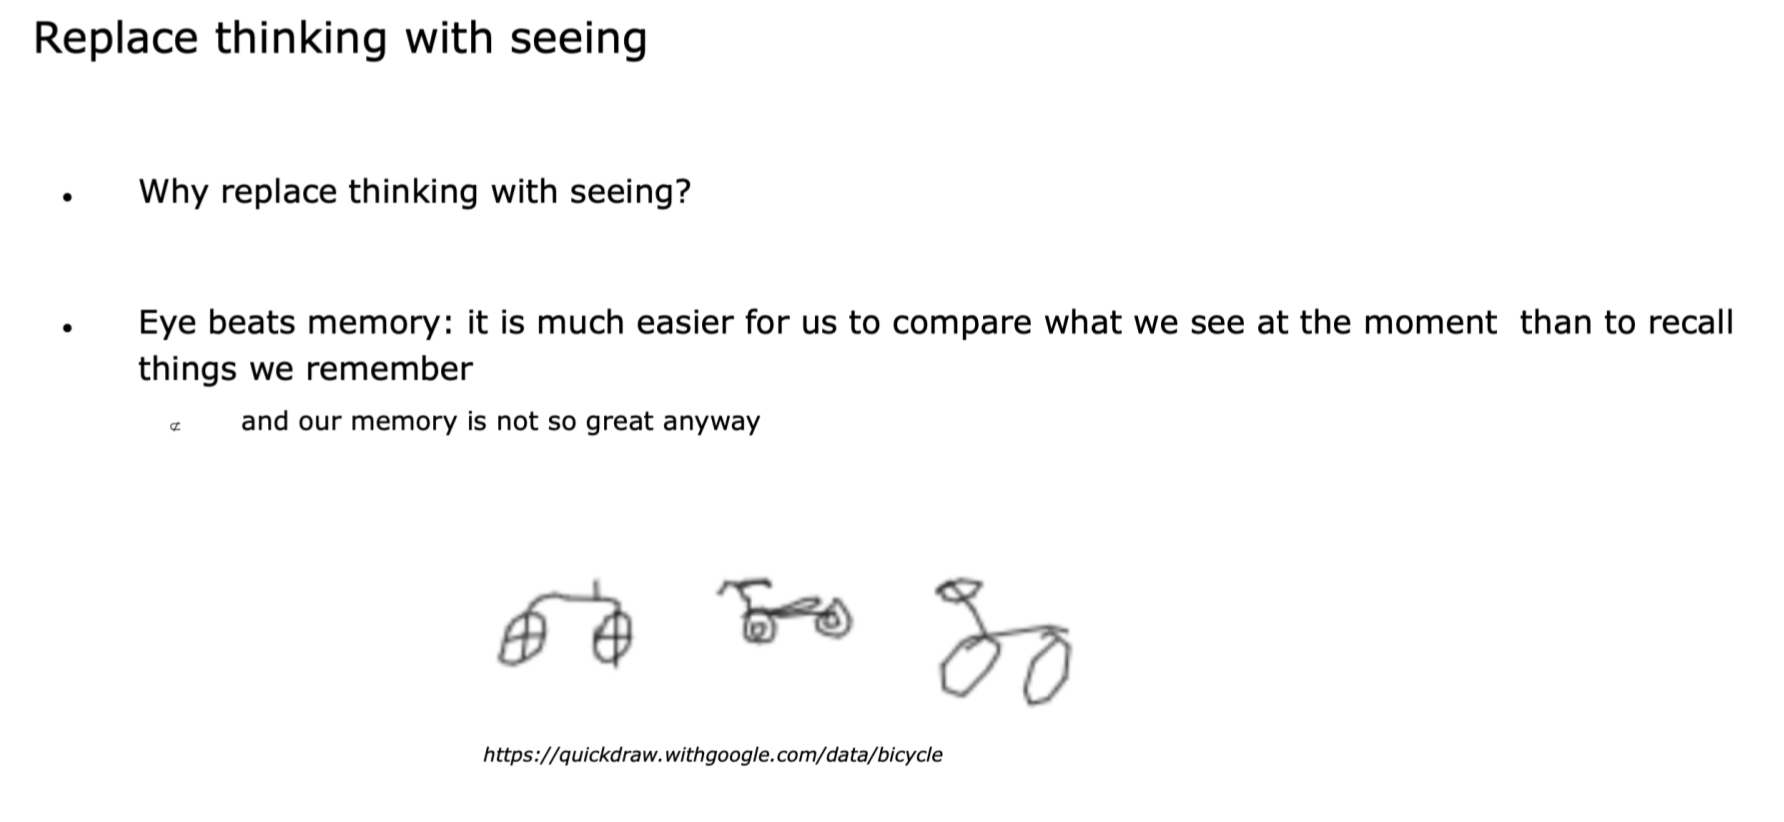 Replace thinking with seeing
• Why replace thinking with seeing?
• Eye beats memory: it is much easier for us to compare what we see at the moment  than to recall
things we remember
⊄ and our memory is not so great anyway
https://quickdraw.withgoogle.com/data/bicycle